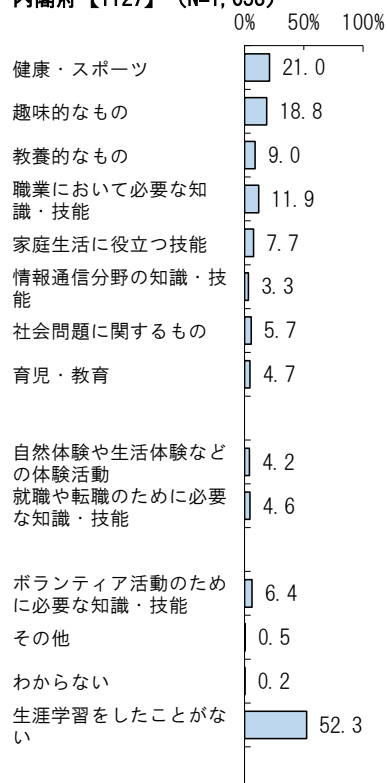 内閣府【TT27】 (N=1,
0% 50% 100%
健康・スポーツ 21.0
趣味的なもの 18.8
教養的なもの 9.0
職業において必要な知
識・技能 11.9
家庭生活に役立つ技能 7.7
情報通信分野の知識・技
能 3.3
社会問題に関するもの 5.7
育児・教育 4.7
自然体験や生活体験など
の体験活動 4.2
就職や転職のために必要
な知識・技能 4.6
ボランティア活動のため
に必要な知識・技能 6.4
その他 0.5
わからない 0.2
生涯学習をしたことがな
い 52.3